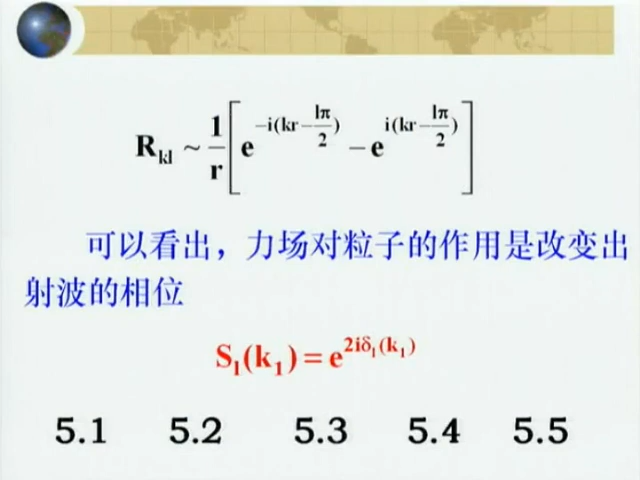 R_kl ~ 1/r [ e^{-i(kr - lπ/2)} - e^{i(kr - lπ/2)} ]
可以看出，力场对粒子的作用是改变出
射波的相位
S_l(k_1) = e^{2iδ_l(k_1)}
5.1 5.2 5.3 5.4 5.5